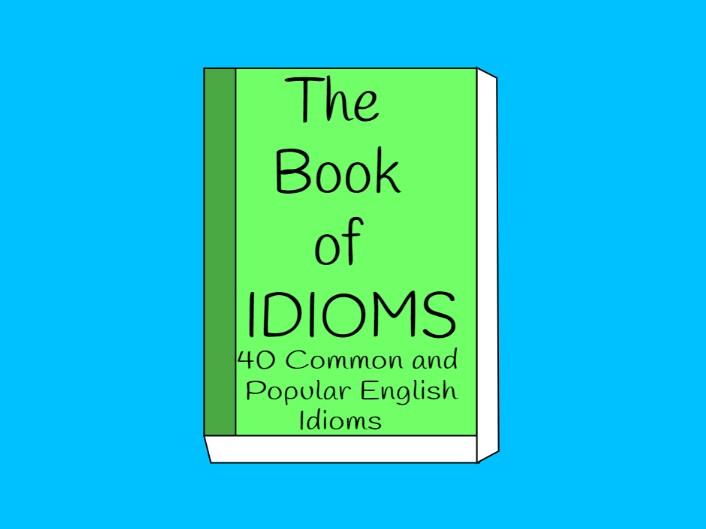 The
Book
of
IDIOMS
40 Common and
Popular English
Idioms